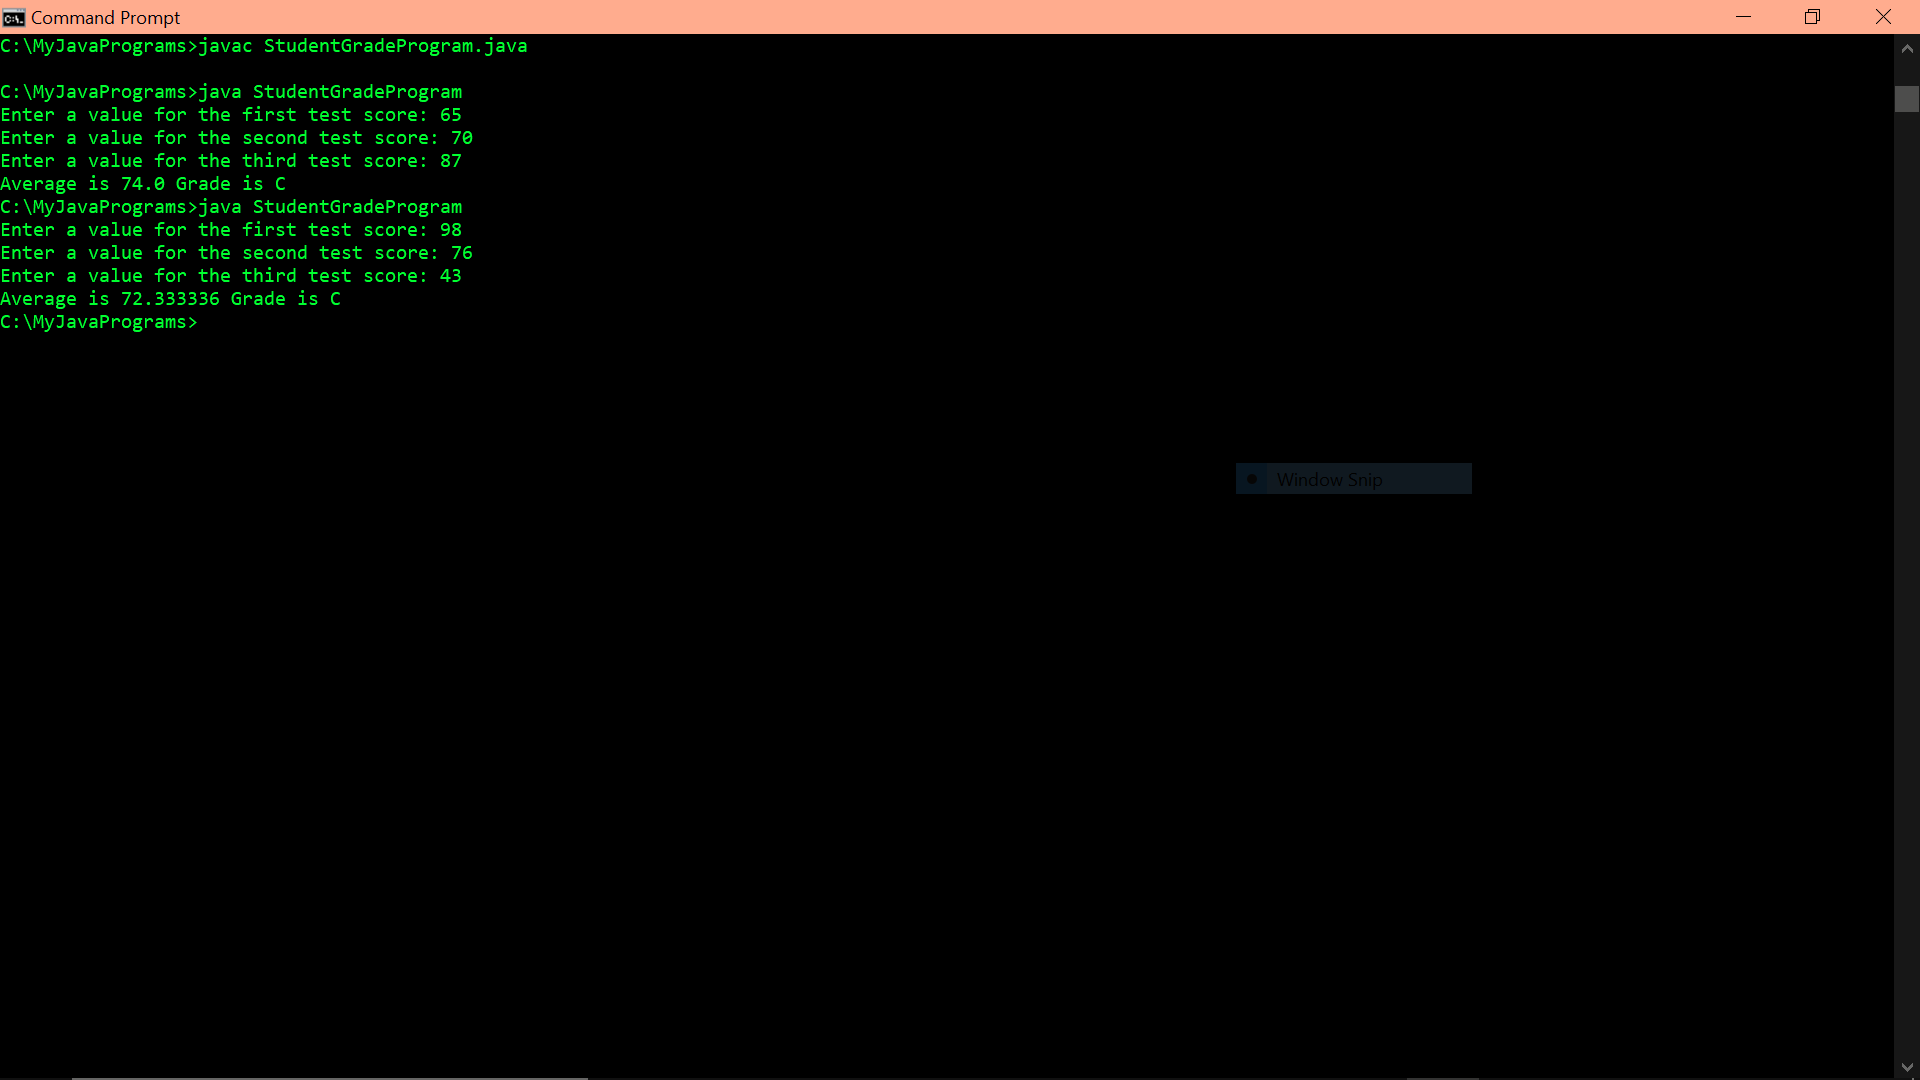 Command Prompt
C:\MyJavaPrograms>javac StudentGradeProgram.java
C:\MyJavaPrograms>java StudentGradeProgram
Enter a value for the first test score: 65
Enter a value for the second test score: 70
Enter a value for the third test score: 87
Average is 74.0 Grade is C
C:\MyJavaPrograms>java StudentGradeProgram
Enter a value for the first test score: 98
Enter a value for the second test score: 76
Enter a value for the third test score: 43
Average is 72.333336 Grade is C
C:\MyJavaPrograms>
Window Snip